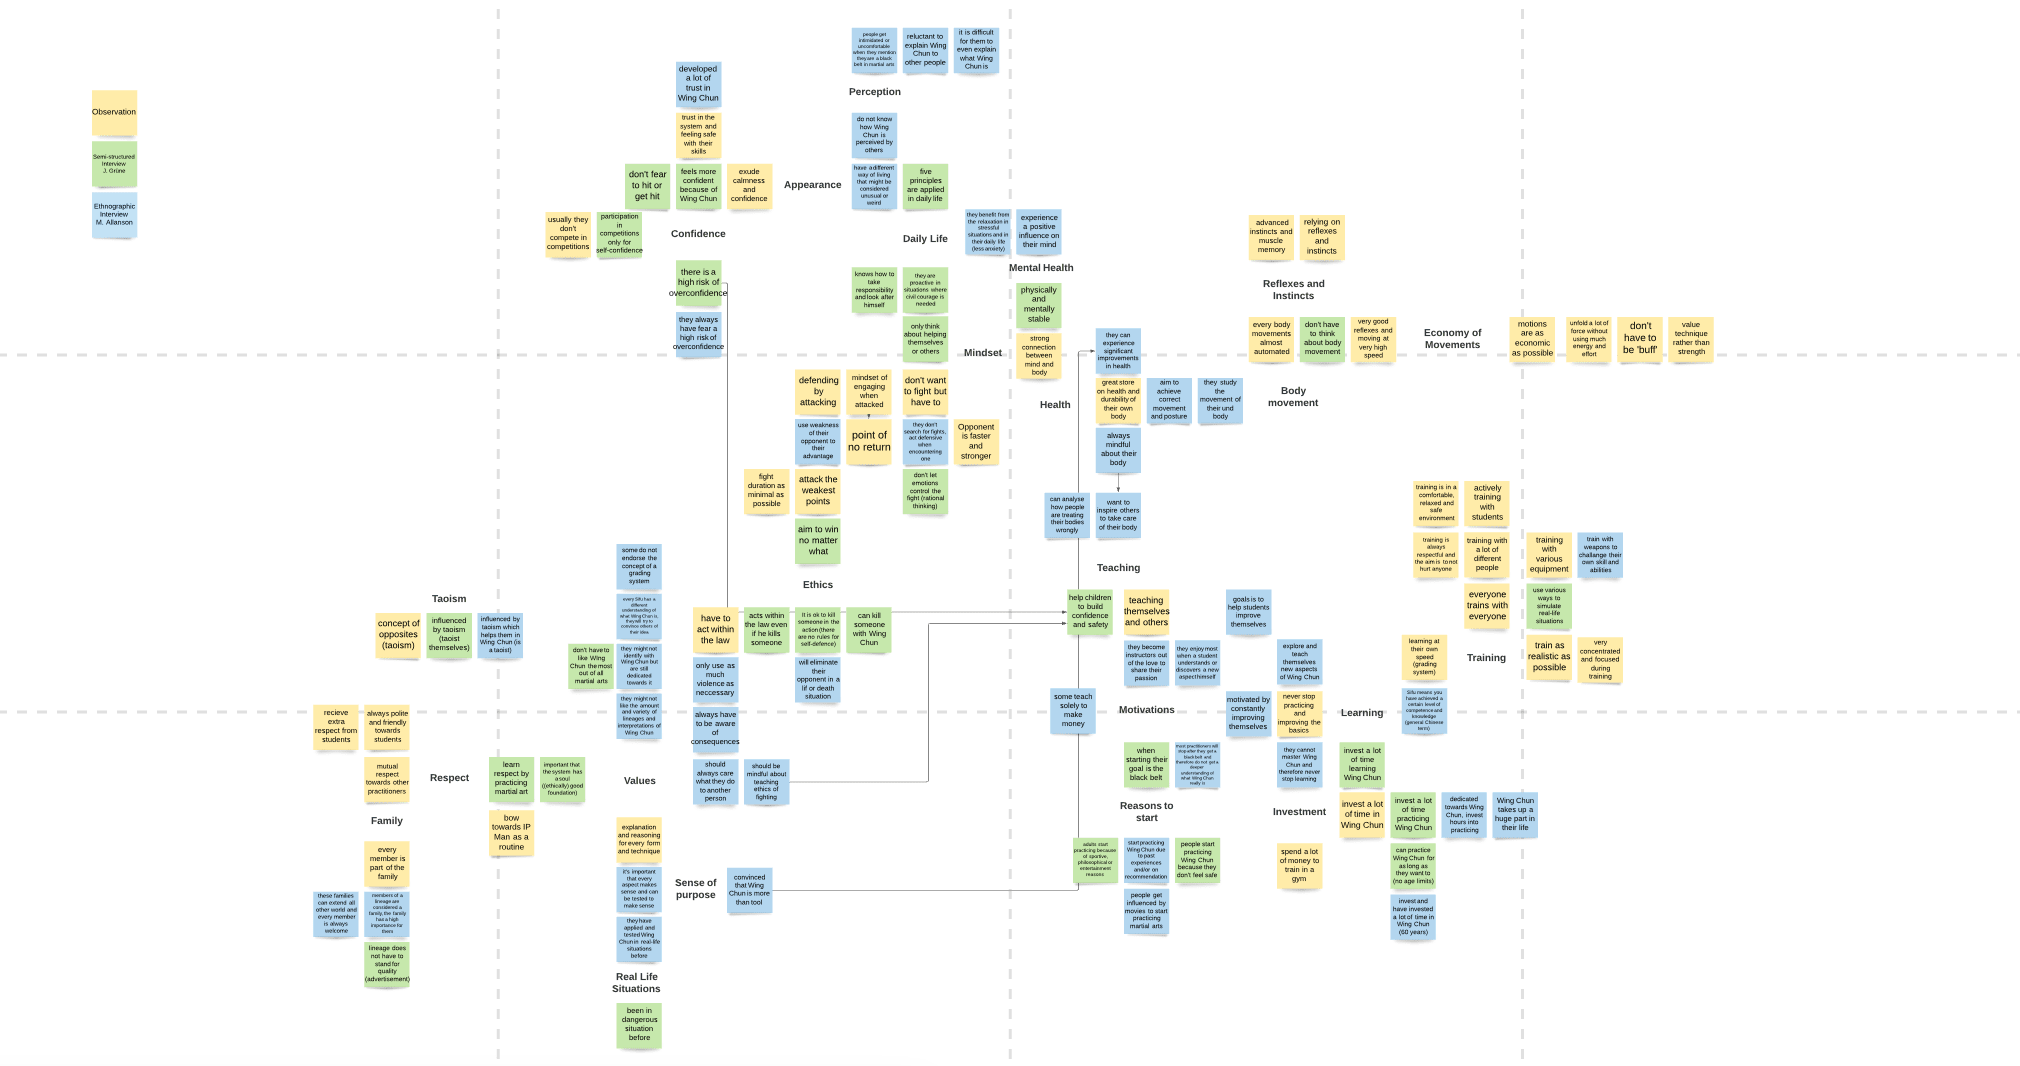 Observation
Semi-structured
Interview
J. Grüne
Ethnographic
Interview
M. Allanson
people get
intimidated or
uncomfortable
when they mention
they are a black
belt in martial arts
reluctant to
explain Wing
Chun to
other people
it is difficult
for them to
even explain
what Wing
Chun is
Perception
developed
a lot of
trust in
Wing Chun
trust in the
system and
feeling safe
with their
skills
don't fear
to hit or
get hit
feels more
confident
because of
Wing Chun
exude
calmness
and
confidence
Appearance
do not know
how Wing
Chun is
perceived by
others
have a different
way of living
that might be
considered
unusual or
weird
five
principles
are applied
in daily life
usually they
don't
compete in
competitions
participation
in
competitions
only for
self-confidence
Confidence
Daily Life
they benefit from
the relaxation in
stressful
situations and in
their daily life
(less anxiety)
experience
a positive
influence on
their mind
Mental Health
there is a
high risk of
overconfidence
they always
have fear a
high risk of
overconfidence
knows how to
take
responsibility
and look after
himself
they are
proactive in
situations where
civil courage is
needed
only think
about helping
themselves
or others
Mindset
physically
and
mentally
stable
strong
connection
between
mind and
body
advanced
instincts and
muscle
memory
relying on
reflexes
and
instincts
Reflexes and
Instincts
every body
movements
almost
automated
don't have
to think
about body
movement
very good
reflexes and
moving at
very high
speed
Economy of
Movements
motions
are as
economic
as possible
unfold a lot of
force without
using much
energy and
effort
don't
have to
be 'buff'
value
technique
rather than
strength
they can
experience
significant
improvements
in health
Health
great store
on health and
durability of
their own
body
aim to
achieve
correct
movement
and posture
they study
the
movement of
their und
body
Body
movement
always
mindful
about their
body
can analyse
how people
are treating
their bodies
wrongly
want to
inspire others
to take care
of their body
defending
by
attacking
mindset of
engaging
when
attacked
don't want
to fight but
have to
use weakness
of their
opponent to
their
advantage
point of
no return
they don't
search for fights,
act defensive
when
encountering
one
Opponent
is faster
and
stronger
fight
duration as
minimal as
possible
attack the
weakest
points
don't let
emotions
control the
fight (rational
thinking)
aim to win
no matter
what
Ethics
Teaching
training is in a
comfortable,
relaxed and
safe
environment
actively
training
with
students
training is
always
respectful and
the aim is to not
hurt anyone
training with
a lot of
different
people
training
with
various
equipment
train with
weapons to
challange their
own skill and
abilities
everyone
trains with
everyone
use various
ways to
simulate
real-life
situations
learning at
their own
speed
(grading
system)
Training
train as
realistic as
possible
very
concentrated
and focused
during
training
Sifu means you
have achieved a
certain level of
competence and
knowledge
(general Chinese
term)
Taoism
concept of
opposites
(taoism)
influenced
by taoism
(taoist
themselves)
influenced by
taoism which
helps them in
Wing Chun (is
a taoist)
some do not
endorse the
concept of a
grading
system
every Sifu has a
different
understanding of
what Wing Chun is,
they will try to
convince others of
their idea
don't have to
like Wing
Chun the most
out of all
martial arts
they might not
identify with
Wing Chun but
are still
dedicated
towards it
they might not
like the amount
and variety of
lineages and
interpretations of
Wing Chun
have to
act within
the law
acts within
the law even
if he kills
someone
It is ok to kill
someone in the
action (there
are no rules for
self-defence)
can kill
someone
with Wing
Chun
only use as
much
violence as
neccessary
will eliminate
their
opponent in a
lif or death
situation
always have
to be aware
of
consequences
should
always care
what they do
to another
person
should be
mindful about
teaching
ethics of
fighting
help children
to build
confidence
and safety
teaching
themselves
and others
goals is to
help students
improve
themselves
they become
instructors out
of the love to
share their
passion
they enjoy most
when a student
understands or
discovers a new
aspect himself
explore and
teach
themselves
new aspects
of Wing Chun
some teach
solely to
make
money
Motivations
motivated by
constantly
improving
themselves
never stop
practicing
and
improving the
basics
Learning
when
starting their
goal is the
black belt
most practitioners will
stop after they get a
black belt and
therefore do not get a
deeper
understanding of
what Wing Chun
really is
they cannot
master Wing
Chun and
therefore never
stop learning
invest a lot
of time
learning
Wing Chun
Reasons to
start
Investment
invest a lot
of time in
Wing Chun
invest a lot
of time
practicing
Wing Chun
dedicated
towards Wing
Chun, invest
hours into
practicing
Wing Chun
takes up a
huge part in
their life
adults start
practicing because
of sportive,
philosophical or
entertainment
reasons
start practicing
Wing Chun due
to past
experiences
and/or on
recommendation
people start
practicing
Wing Chun
because they
don't feel safe
spend a lot
of money to
train in a
gym
can practice
Wing Chun for
as long as
they want to
(no age limits)
people get
influenced by
movies to start
practicing
martial arts
invest and
have invested
a lot of time in
Wing Chun
(60 years)
recieve
extra
respect from
students
always polite
and friendly
towards
students
mutual
respect
towards other
practitioners
Respect
learn
respect by
practicing
martial art
important that
the system has
a soul
((ethically) good
foundation)
Values
bow
towards IP
Man as a
routine
Family
every
member is
part of the
family
these families
can extend all
other world and
every member
is always
welcome
members of a
lineage are
considered a
family, the family
has a high
importance for
them
lineage does
not have to
stand for
quality
(advertisement)
explanation
and reasoning
for every form
and technique
it's important
that every
aspect makes
sense and can
be tested to
make sense
Sense of
purpose
convinced
that Wing
Chun is more
than tool
they have
applied and
tested Wing
Chun in real-life
situations
before
Real Life
Situations
been in
dangerous
situation
before